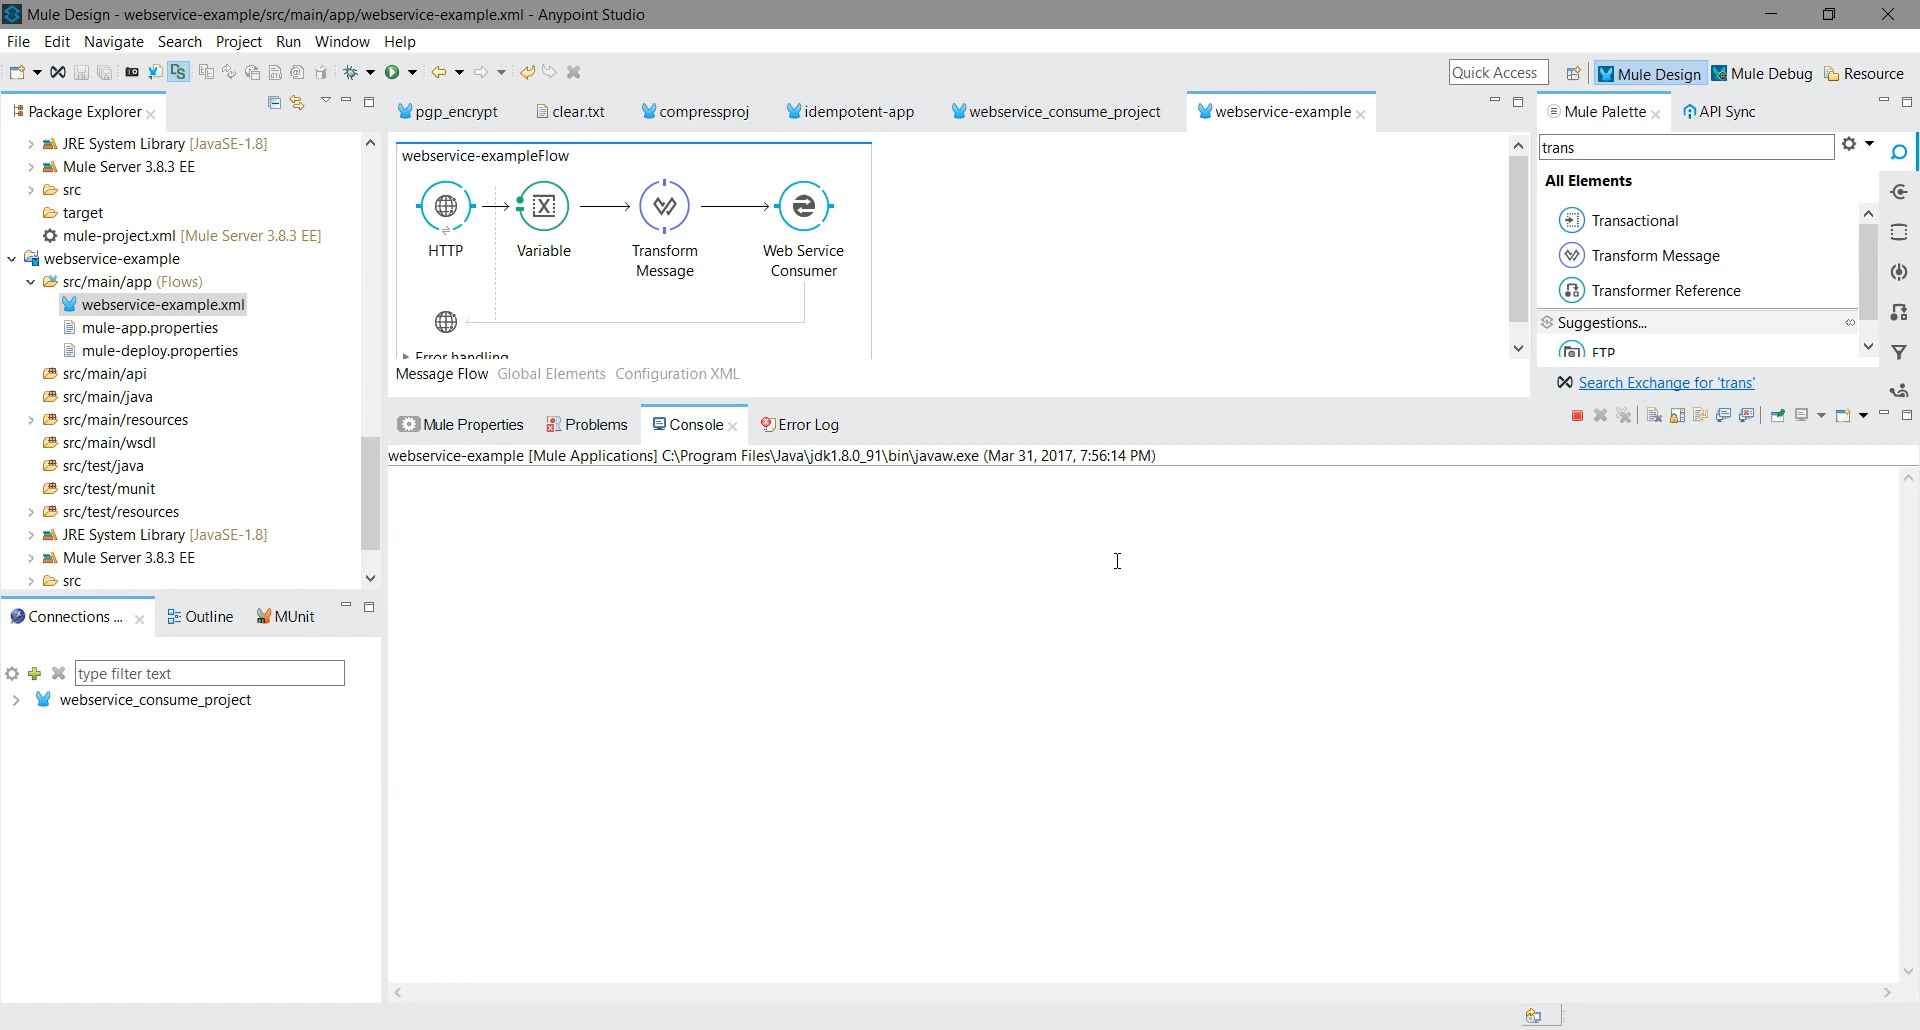 Mule Design - webservice-example/src/main/app/webservice-example.xml - Anypoint Studio
File Edit Navigate Search Project Run Window Help
Quick Access
Mule Design
Mule Debug
Resource
Package Explorer
JRE System Library [JavaSE-1.8]
Mule Server 3.8.3 EE
src
target
mule-project.xml [Mule Server 3.8.3 EE]
webservice-example
src/main/app (Flows)
webservice-example.xml
mule-app.properties
mule-deploy.properties
src/main/api
src/main/java
src/main/resources
src/main/wsdl
src/test/java
src/test/munit
src/test/resources
JRE System Library [JavaSE-1.8]
Mule Server 3.8.3 EE
src
Connections ...
Outline
MUnit
type filter text
webservice_consume_project
pgp_encrypt
clear.txt
compressproj
idempotent-app
webservice_consume_project
webservice-example
webservice-exampleFlow
HTTP
Variable
Transform
Message
Web Service
Consumer
Error handling
Message Flow Global Elements Configuration XML
Mule Palette
API Sync
trans
All Elements
Transactional
Transform Message
Transformer Reference
Suggestions...
FTP
Search Exchange for 'trans'
Mule Properties
Problems
Console
Error Log
webservice-example [Mule Applications] C:\Program Files\Java\jdk1.8.0_91\bin\javaw.exe (Mar 31, 2017, 7:56:14 PM)